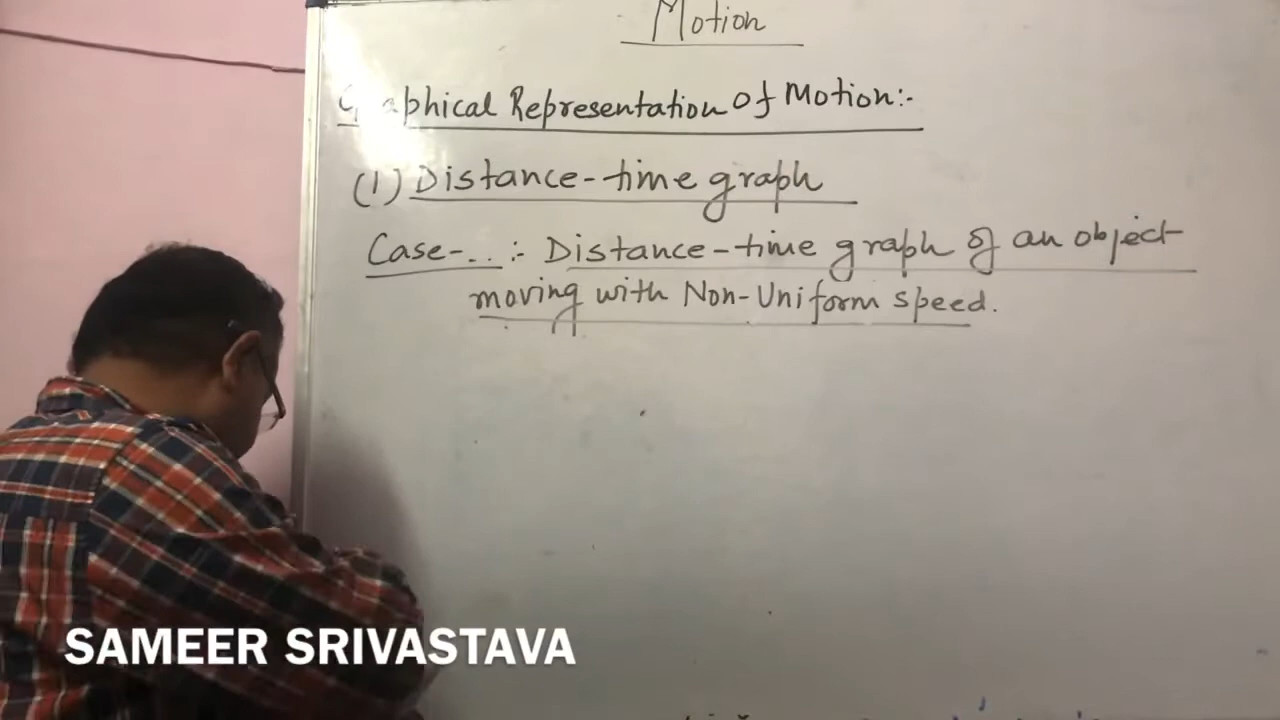 Motion
Graphical Representation Of Motion:-
(1) Distance-time graph
Case-..:- Distance-time graph of an object
moving with Non-Uniform speed.
SAMEER SRIVASTAVA